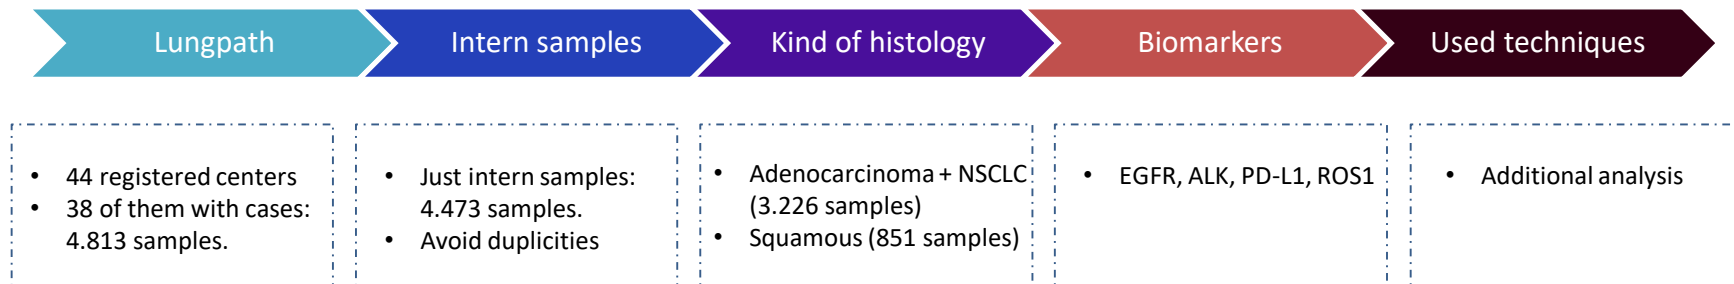 Lungpath
Intern samples
Kind of histology
Biomarkers
Used techniques
• 44 registered centers
• 38 of them with cases:
4.813 samples.
• Just intern samples:
4.473 samples.
• Avoid duplicities
• Adenocarcinoma + NSCLC
(3.226 samples)
• Squamous (851 samples)
• EGFR, ALK, PD-L1, ROS1
• Additional analysis